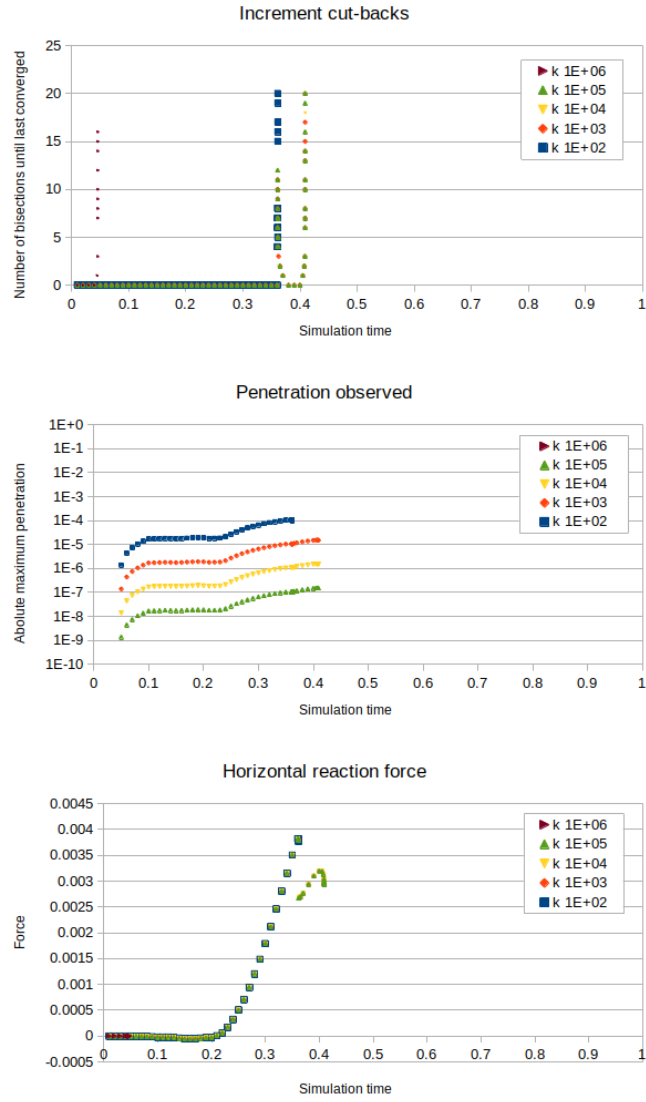 Increment cut-backs
Number of bisections until last converged
25
20
15
10
5
0
0 0.1 0.2 0.3 0.4 0.5 0.6 0.7 0.8 0.9 1
Simulation time
k 1E+06
k 1E+05
k 1E+04
k 1E+03
k 1E+02
Penetration observed
Abolute maximum penetration
1E+0
1E-1
1E-2
1E-3
1E-4
1E-5
1E-6
1E-7
1E-8
1E-9
1E-10
0 0.1 0.2 0.3 0.4 0.5 0.6 0.7 0.8 0.9 1
Simulation time
k 1E+06
k 1E+05
k 1E+04
k 1E+03
k 1E+02
Horizontal reaction force
Force
0.0045
0.004
0.0035
0.003
0.0025
0.002
0.0015
0.001
0.0005
0
-0.0005
0 0.1 0.2 0.3 0.4 0.5 0.6 0.7 0.8 0.9 1
Simulation time
k 1E+06
k 1E+05
k 1E+04
k 1E+03
k 1E+02